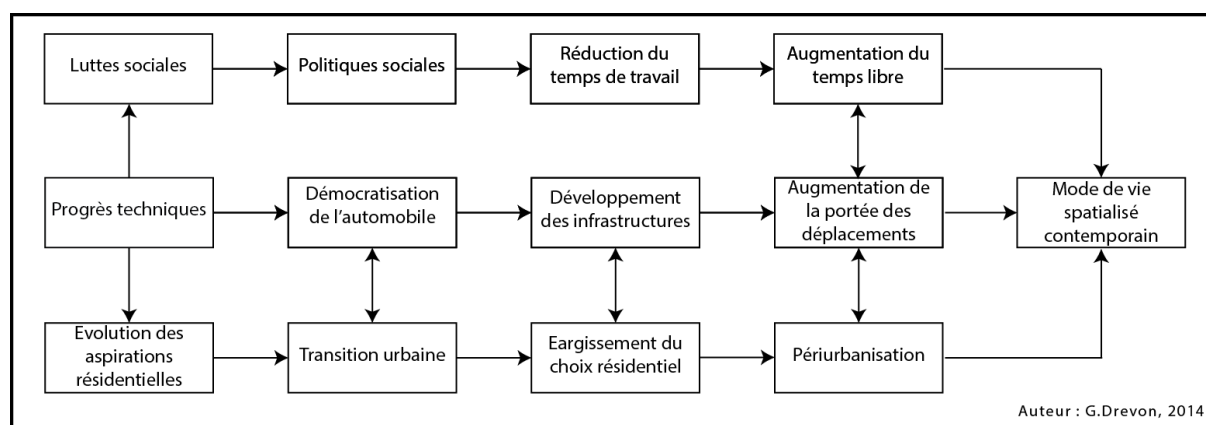 Luttes sociales
Politiques sociales
Réduction du
temps de travail
Augmentation du
temps libre
Progrès techniques
Démocratisation
de l'automobile
Développement
des infrastructures
Augmentation de
la portée des
déplacements
Mode de vie
spatialisé
contemporain
Evolution des
aspirations
résidentielles
Transition urbaine
Eargissement du
choix résidentiel
Périurbanisation
Auteur : G.Drevon, 2014